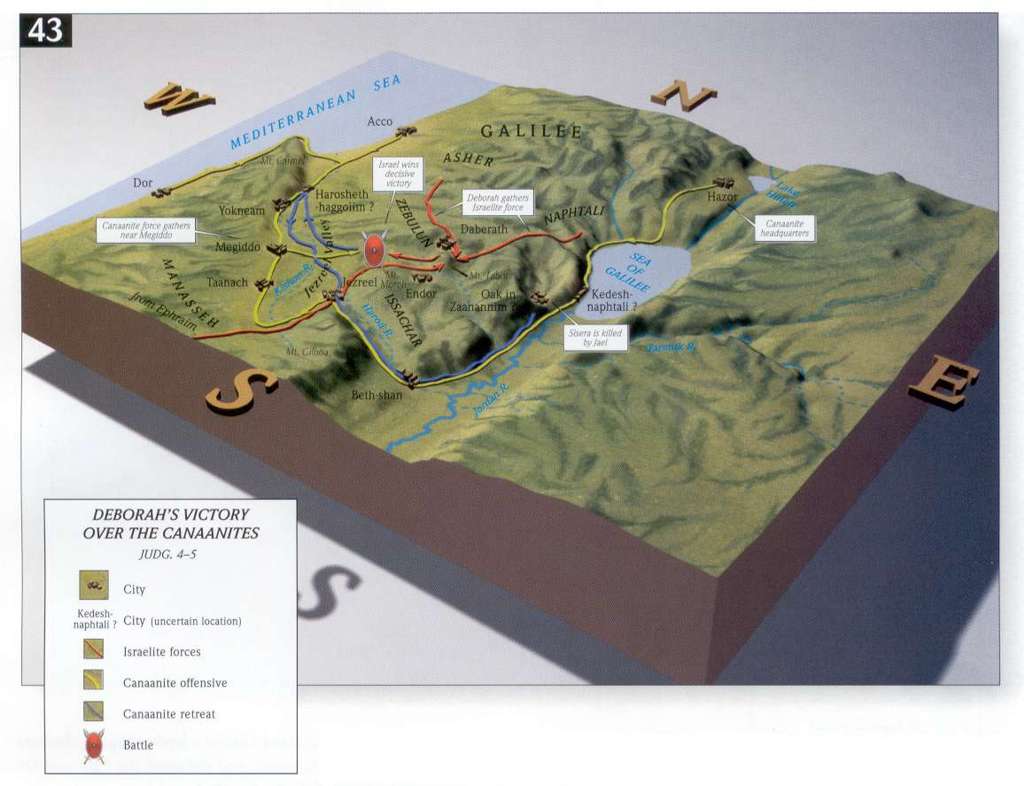 43
W
N
MEDITERRANEAN SEA
Acco
GALILEE
Mt. Carmel
Israel wins
decisive
victory
ASHER
Dor
Harosheth
-haggoiim ?
ZEBULUN
Deborah gathers
Israelite force
Hazor
Yokneam
NAPHTALI
Canaanite force gathers
near Megiddo
Daberath
Canaanite
headquarters
Megiddo
Jezreel Valley
SEA
OF
GALILEE
Taanach
Kishon R.
Jezreel
Mt.
Endor
Mt. Tabor
MANASSEH
from Ephraim
ISSACHAR
Harod R.
Oak in
Zaanannim ?
Kedesh-
naphtali ?
Sisera is killed
by Jael
Yarmuk R.
Mt. Gilboa
S
E
Beth-shan
Jordan R.
DEBORAH'S VICTORY
OVER THE CANAANITES
JUDG. 4–5
City
Kedesh-
naphtali ? City (uncertain location)
Israelite forces
Canaanite offensive
Canaanite retreat
Battle